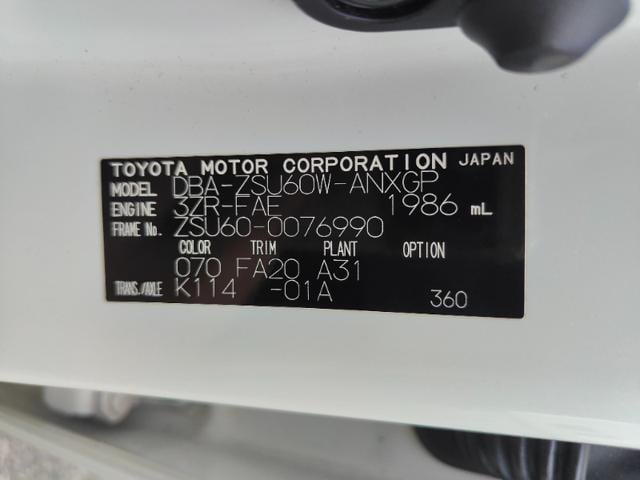 TOYOTA MOTOR CORPORATION JAPAN
MODEL DBA-ZSU60W-ANXGP
ENGINE 3ZR-FAE 1986 mL
FRAME No. ZSU60-0076990
COLOR TRIM PLANT OPTION
070 FA20 A31
TRANS./AXLE K114 -01A 360